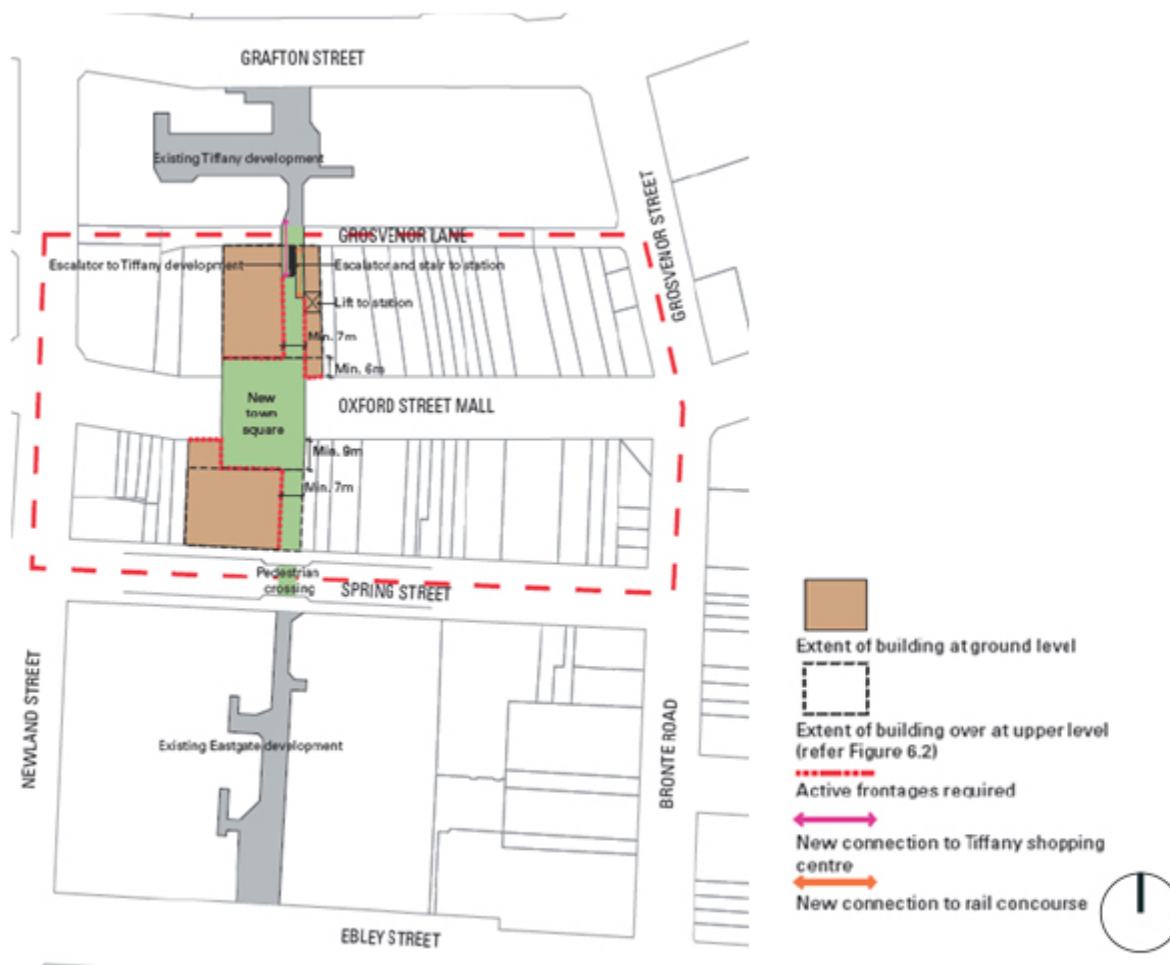 GRAFTON STREET
Existing Tiffany development
GROSVENOR STREET
GROSVENOR LANE
Escalator to Tiffany development
Escalator and stair to station
Lift to station
Min. 7m
Min. 6m
New
town
square
OXFORD STREET MALL
Min. 9m
Min. 7m
Pedestrian
crossing
SPRING STREET
NEWLAND STREET
Existing Eastgate development
BRONTE ROAD
EBLEY STREET
Extent of building at ground level
Extent of building over at upper level
(refer Figure 6.2)
Active frontages required
New connection to Tiffany shopping
centre
New connection to rail concourse